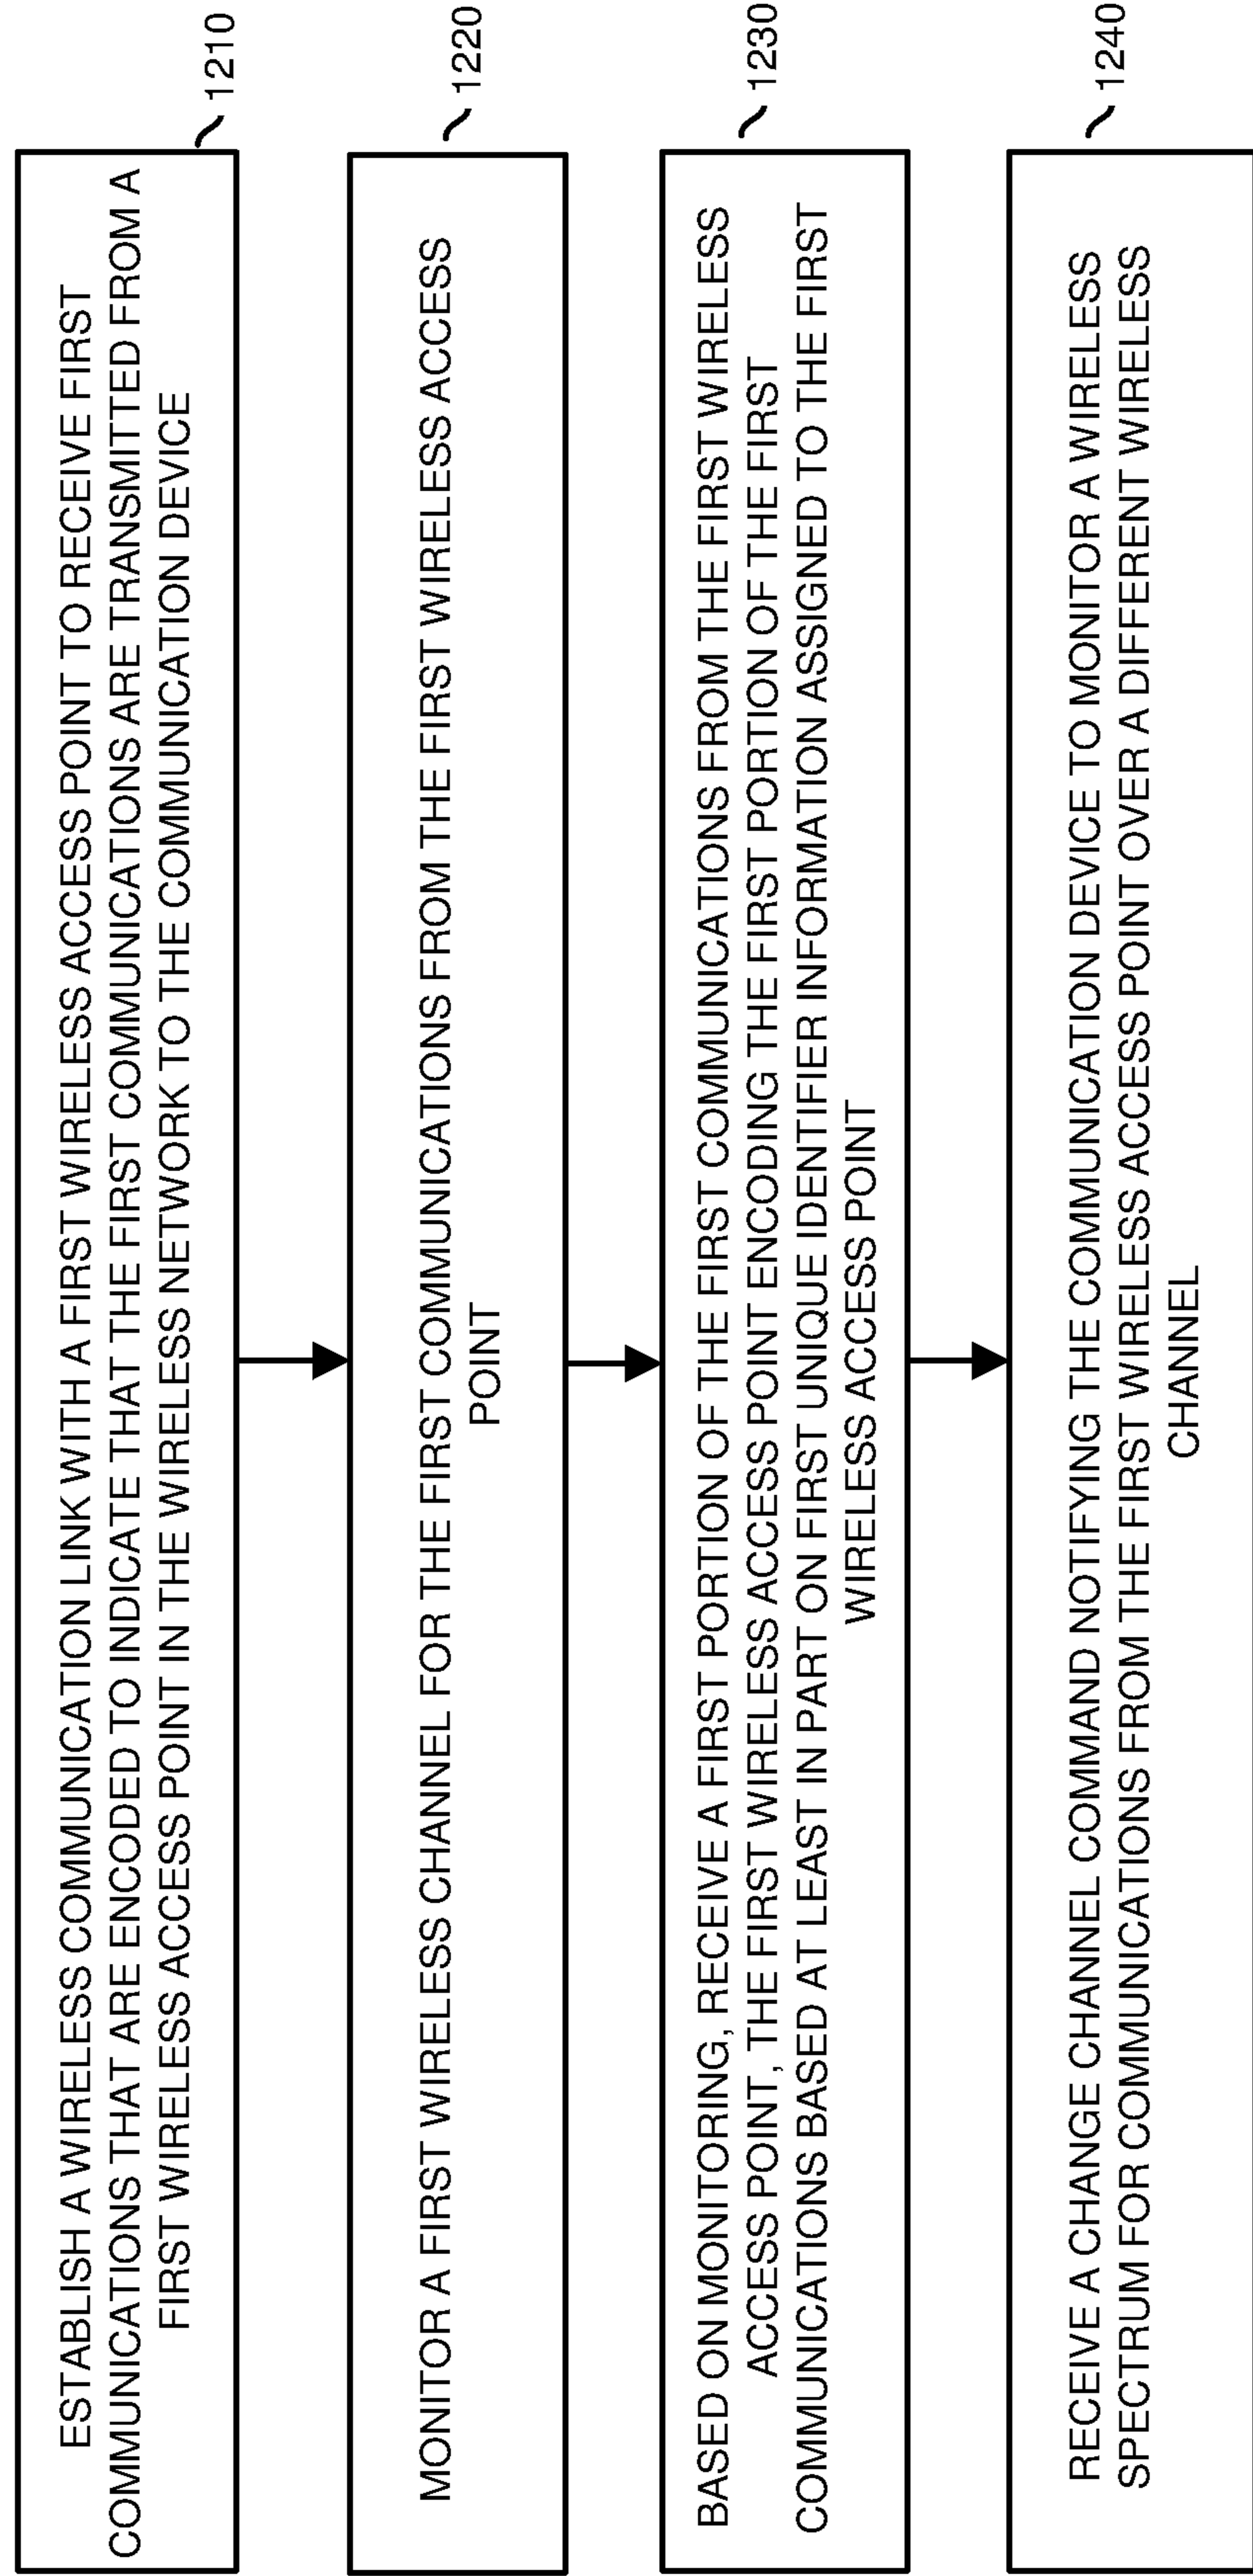 ESTABLISH A WIRELESS COMMUNICATION LINK WITH A FIRST WIRELESS ACCESS POINT TO RECEIVE FIRST
COMMUNICATIONS THAT ARE ENCODED TO INDICATE THAT THE FIRST COMMUNICATIONS ARE TRANSMITTED FROM A
FIRST WIRELESS ACCESS POINT IN THE WIRELESS NETWORK TO THE COMMUNICATION DEVICE
1210
MONITOR A FIRST WIRELESS CHANNEL FOR THE FIRST COMMUNICATIONS FROM THE FIRST WIRELESS ACCESS
POINT
1220
BASED ON MONITORING, RECEIVE A FIRST PORTION OF THE FIRST COMMUNICATIONS FROM THE FIRST WIRELESS
ACCESS POINT, THE FIRST WIRELESS ACCESS POINT ENCODING THE FIRST PORTION OF THE FIRST
COMMUNICATIONS BASED AT LEAST IN PART ON FIRST UNIQUE IDENTIFIER INFORMATION ASSIGNED TO THE FIRST
WIRELESS ACCESS POINT
1230
RECEIVE A CHANGE CHANNEL COMMAND NOTIFYING THE COMMUNICATION DEVICE TO MONITOR A WIRELESS
SPECTRUM FOR COMMUNICATIONS FROM THE FIRST WIRELESS ACCESS POINT OVER A DIFFERENT WIRELESS
CHANNEL
1240